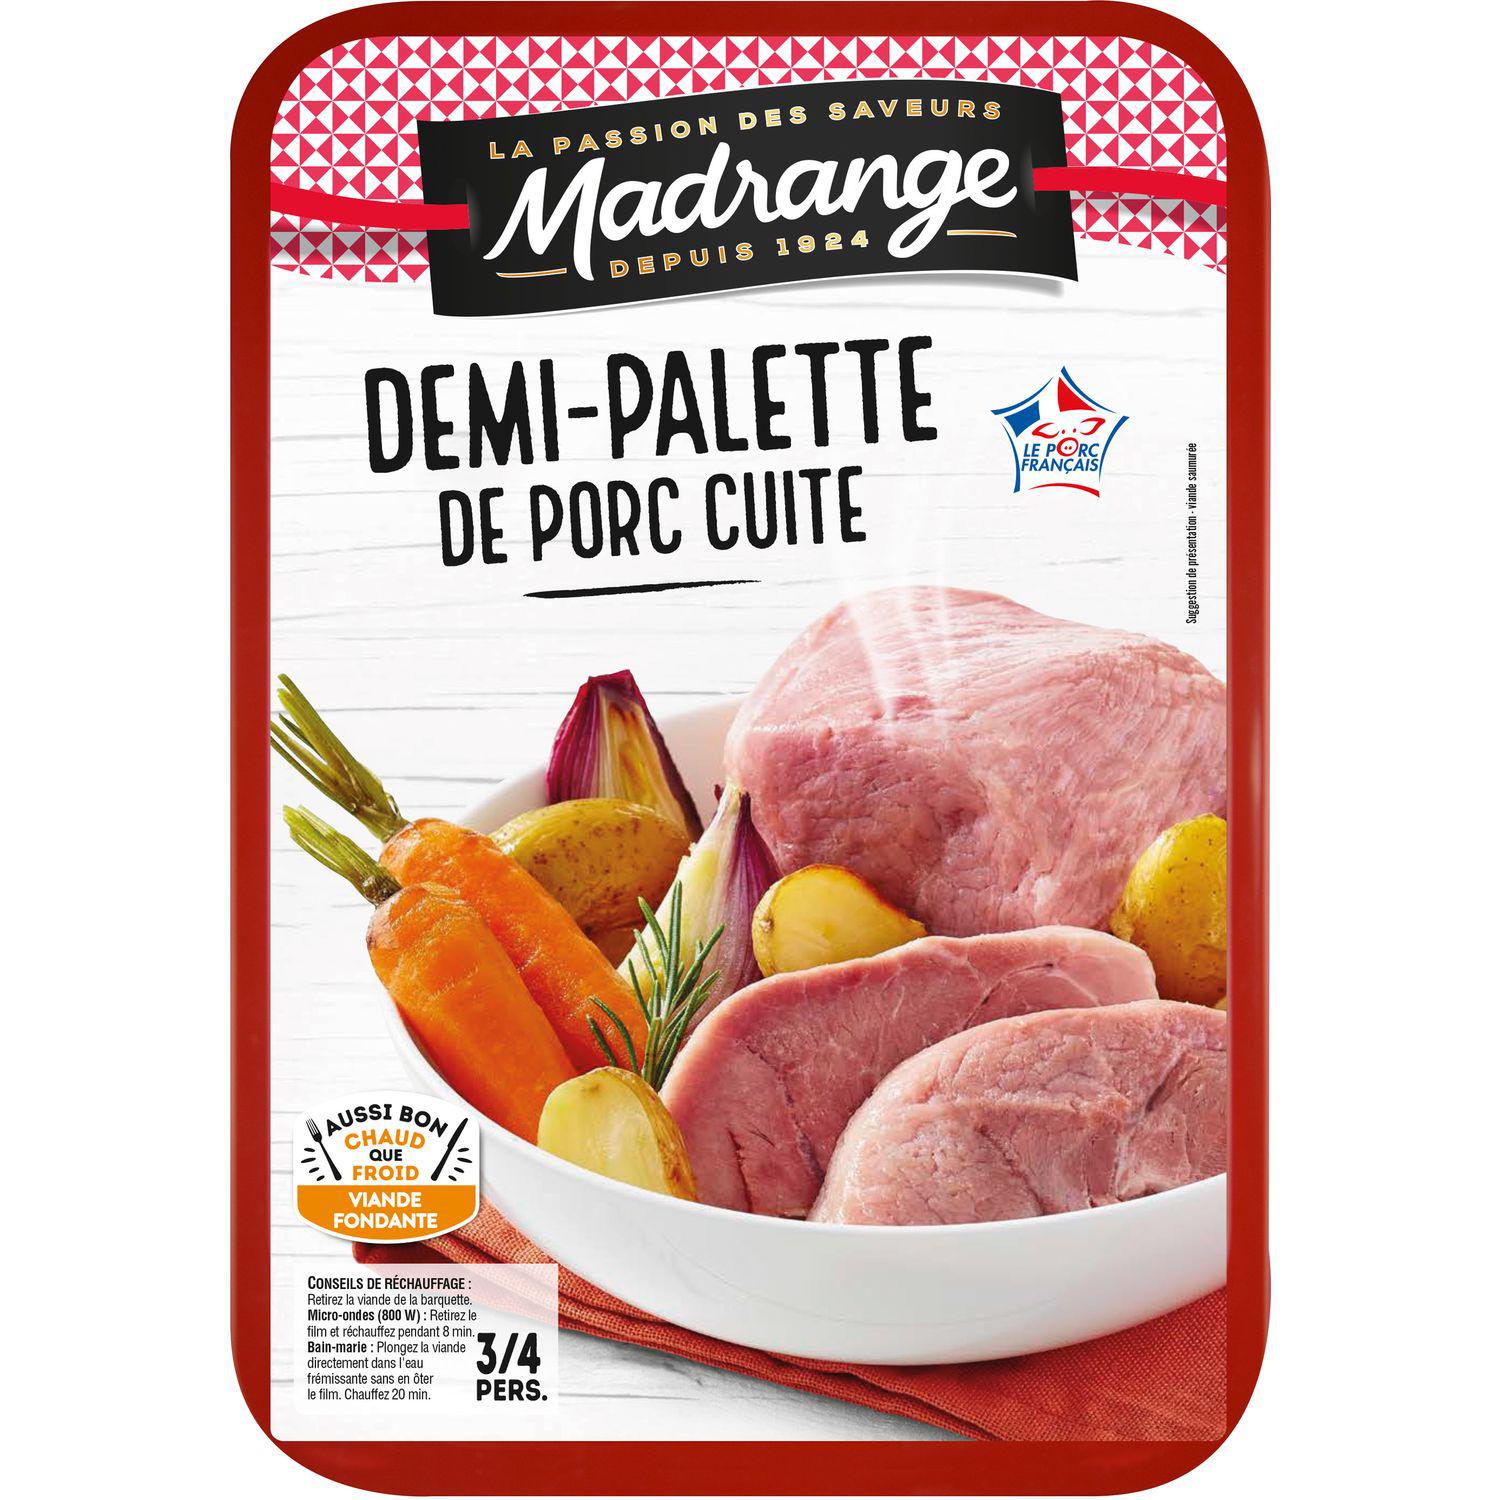 LA PASSION DES SAVEURS
Madrange
DEPUIS 1924
DEMI-PALETTE
DE PORC CUITE
LE PORC
FRANÇAIS
Suggestion de présentation - viande saumurée
AUSSI BON
CHAUD
QUE
FROID
VIANDE
FONDANTE
CONSEILS DE RÉCHAUFFAGE :
Retirez la viande de la barquette.
Micro-ondes (800 W) : Retirez le
film et réchauffez pendant 8 min.
Bain-marie : Plongez la viande
directement dans l'eau
frémissante sans en ôter
le film. Chauffez 20 min.
3/4
PERS.